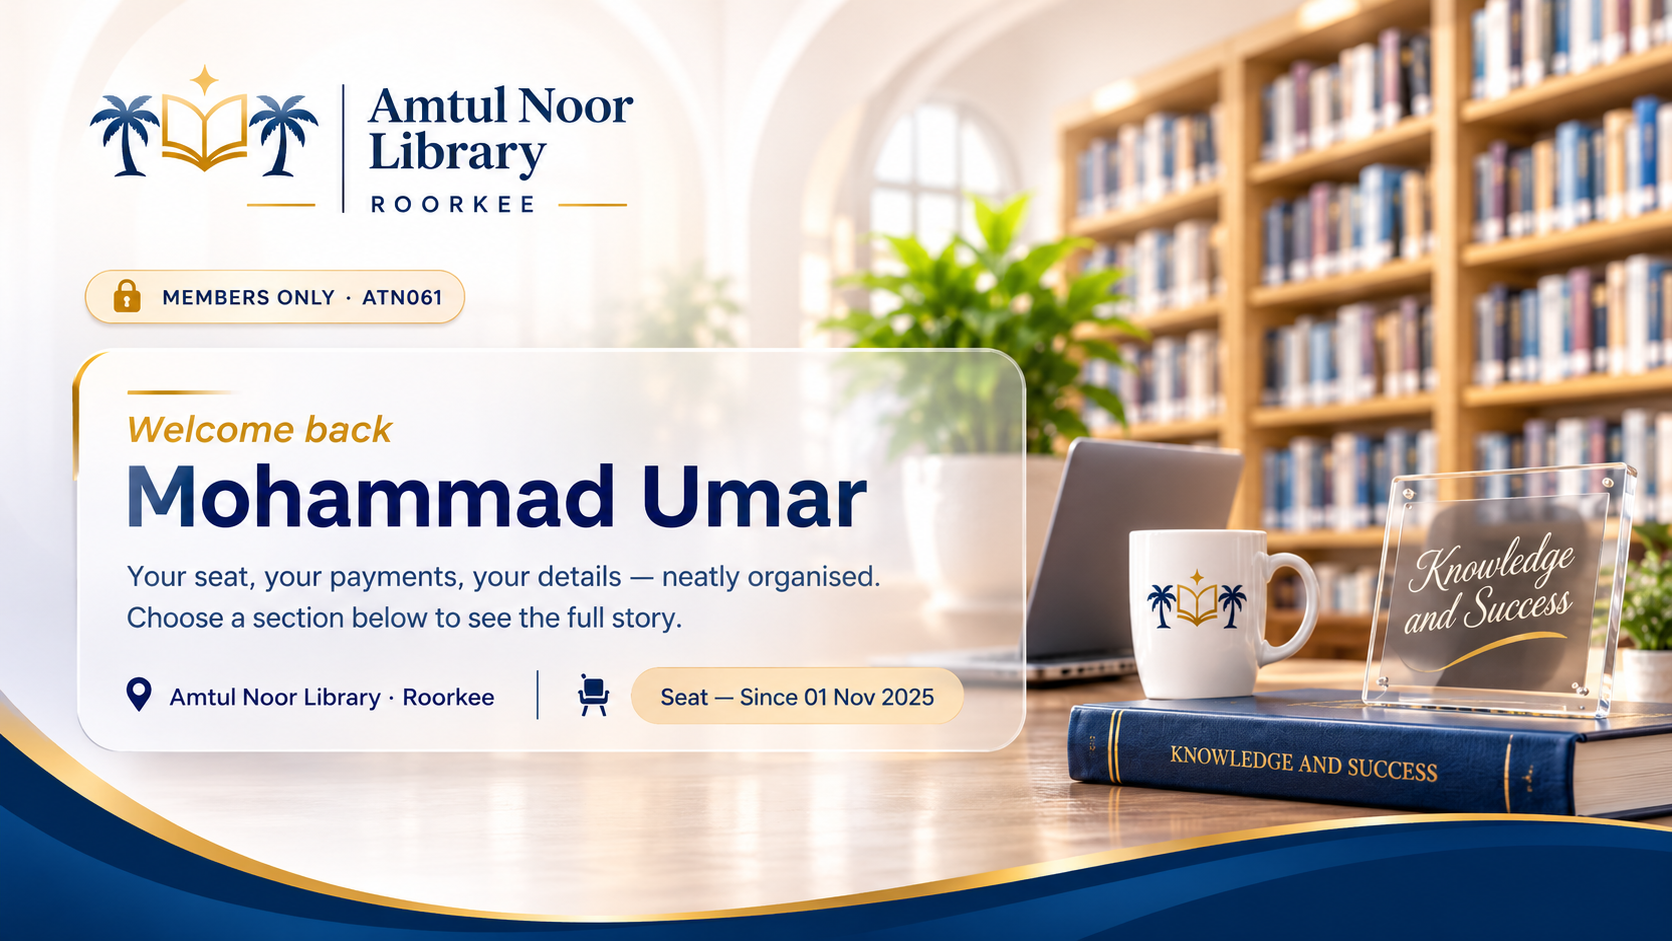 Amtul Noor
Library
ROORKEE
MEMBERS ONLY · ATN061
Welcome back
Mohammad Umar
Your seat, your payments, your details — neatly organised.
Choose a section below to see the full story.
Amtul Noor Library · Roorkee
Seat — Since 01 Nov 2025
Knowledge
and Success
KNOWLEDGE AND SUCCESS